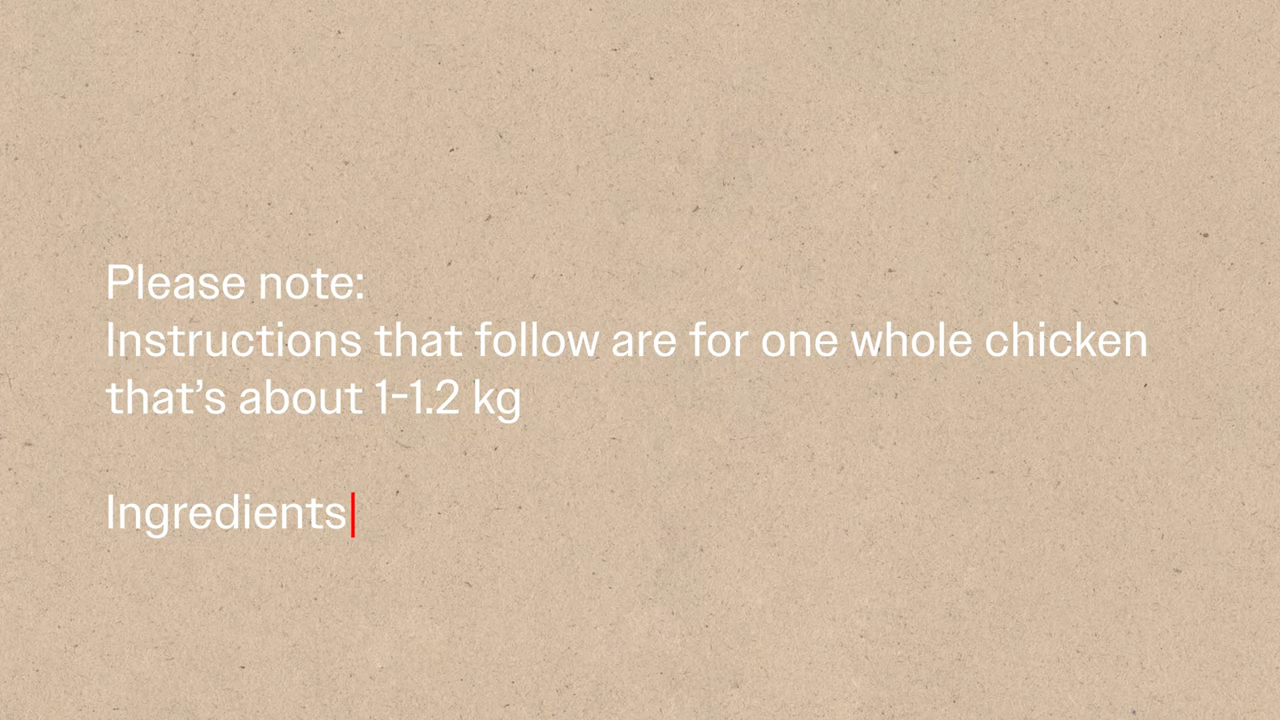 Please note:
Instructions that follow are for one whole chicken
that’s about 1-1.2 kg
Ingredients